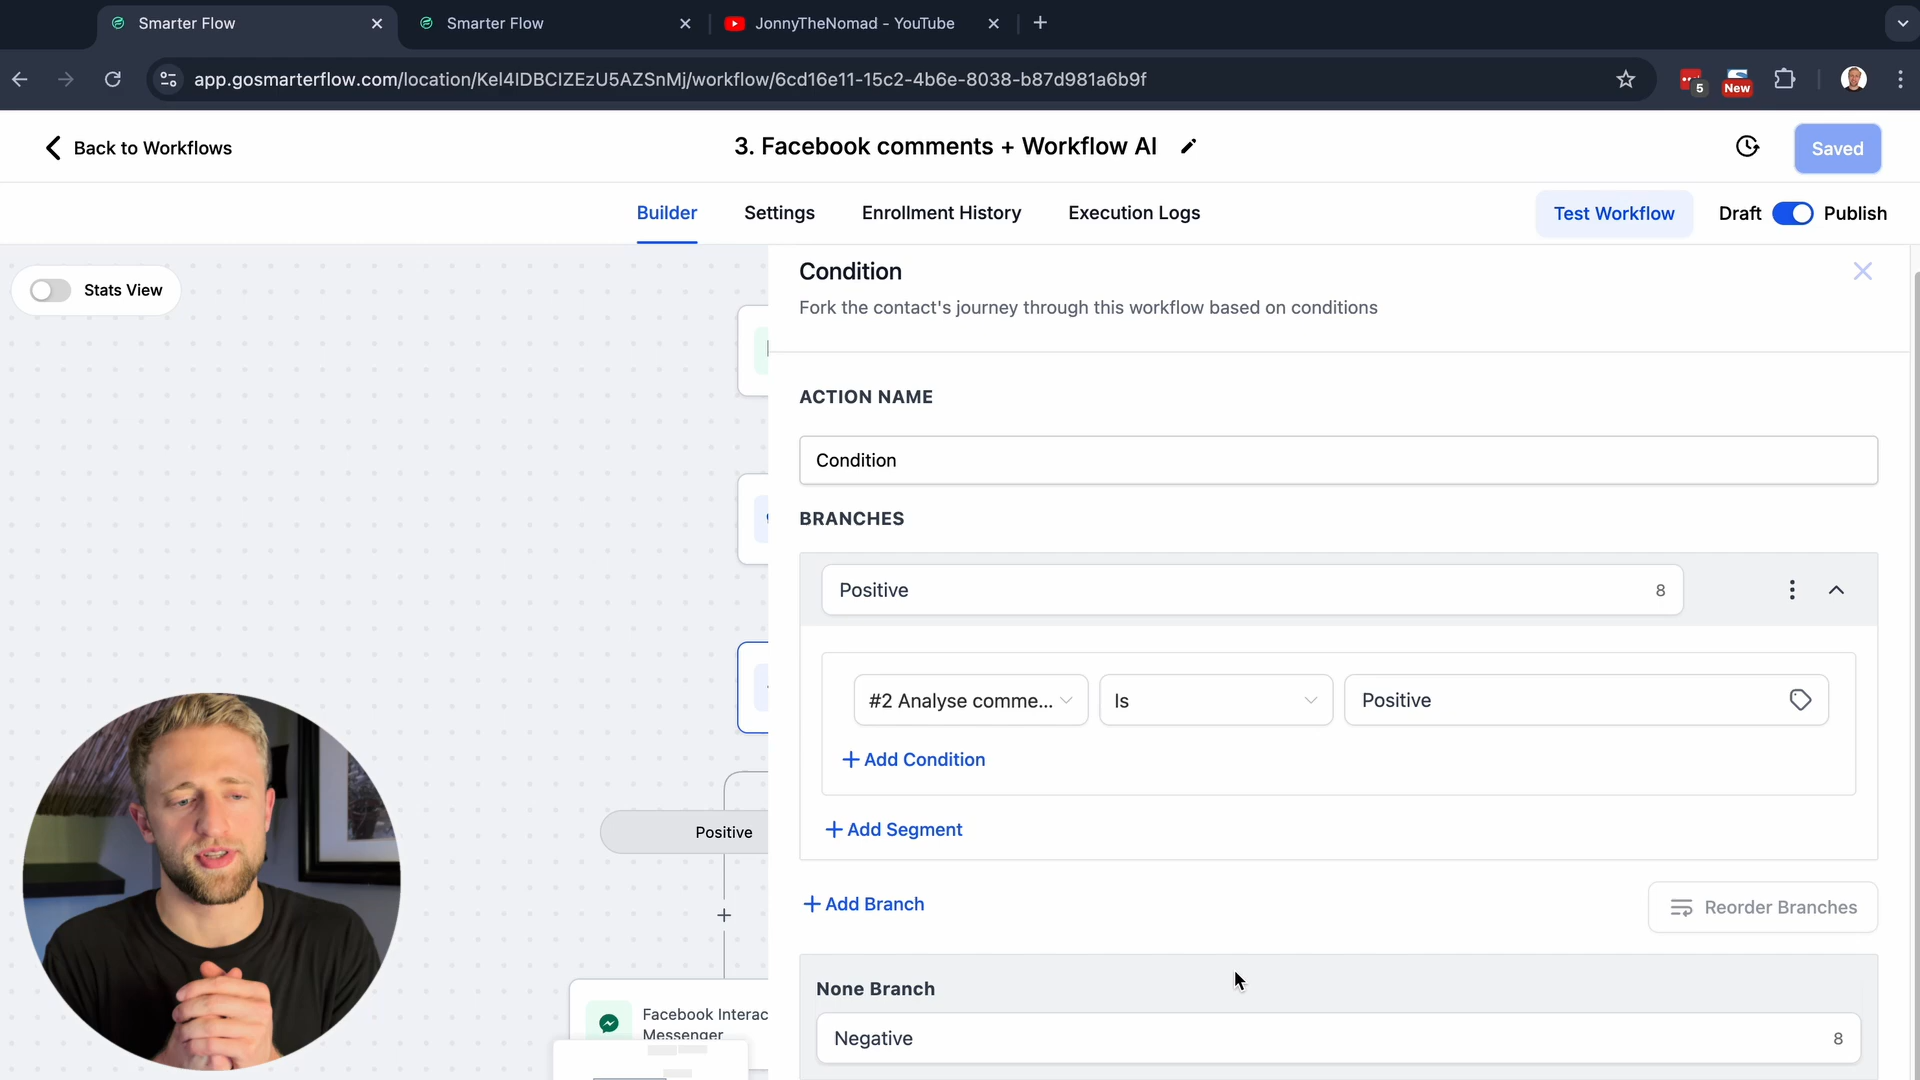 Smarter Flow
Smarter Flow
JonnyTheNomad - YouTube
app.gosmarterflow.com/location/Kel4IDBCIZEzU5AZSnMj/workflow/6cd16e11-15c2-4b6e-8038-b87d981a6b9f
5
New
Back to Workflows
3. Facebook comments + Workflow AI
Saved
Builder
Settings
Enrollment History
Execution Logs
Test Workflow
Draft
Publish
Stats View
Condition
Fork the contact's journey through this workflow based on conditions
ACTION NAME
Condition
BRANCHES
Positive
8
#2 Analyse comme...
Is
Positive
+ Add Condition
+ Add Segment
+ Add Branch
Reorder Branches
None Branch
Negative
8
Positive
Facebook Interac
Messenger